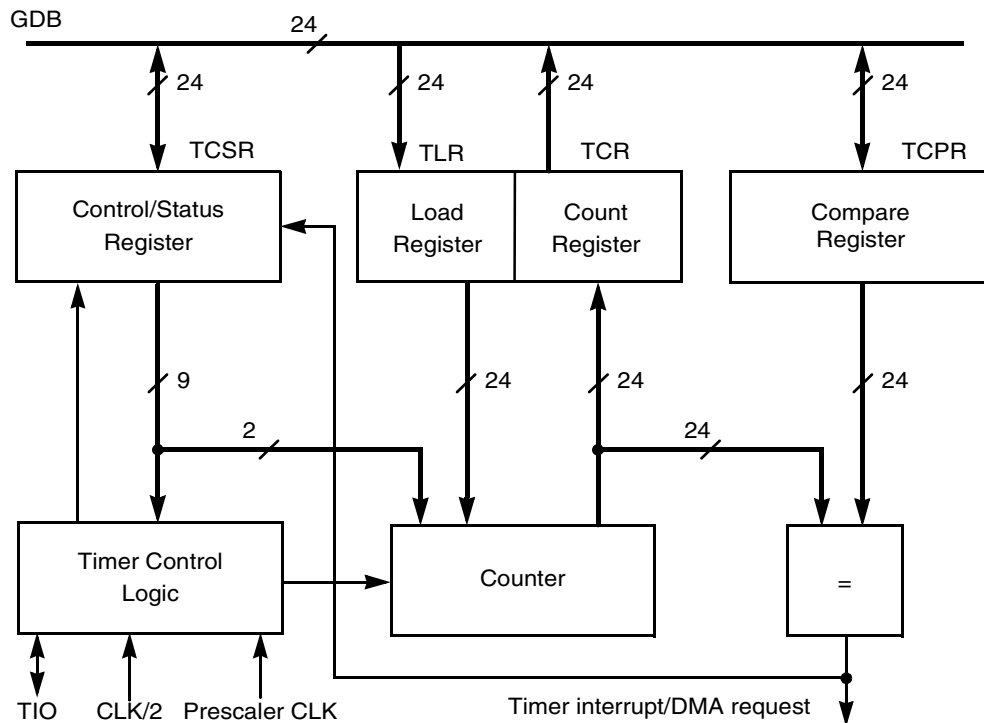 GDB
24
24
24
24
24
TCSR
TLR
TCR
TCPR
Control/Status
Register
Load
Register
Count
Register
Compare
Register
9
24
24
24
2
24
Timer Control
Logic
Counter
=
TIO
CLK/2
Prescaler CLK
Timer interrupt/DMA request